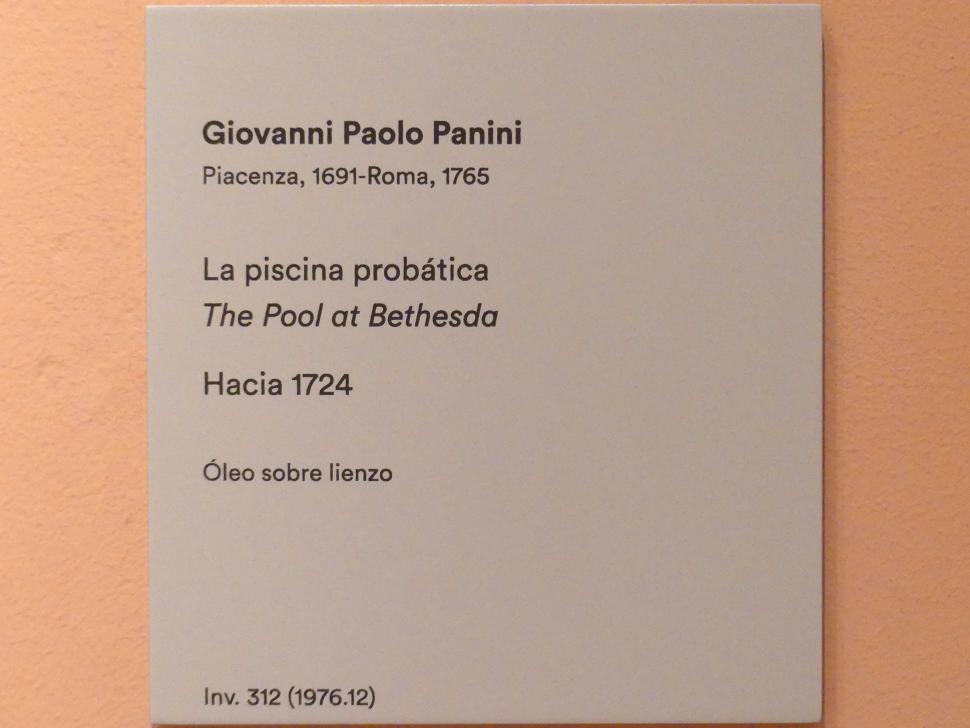 Giovanni Paolo Panini
Piacenza, 1691-Roma, 1765
La piscina probática
The Pool at Bethesda
Hacia 1724
Óleo sobre lienzo
Inv. 312 (1976.12)